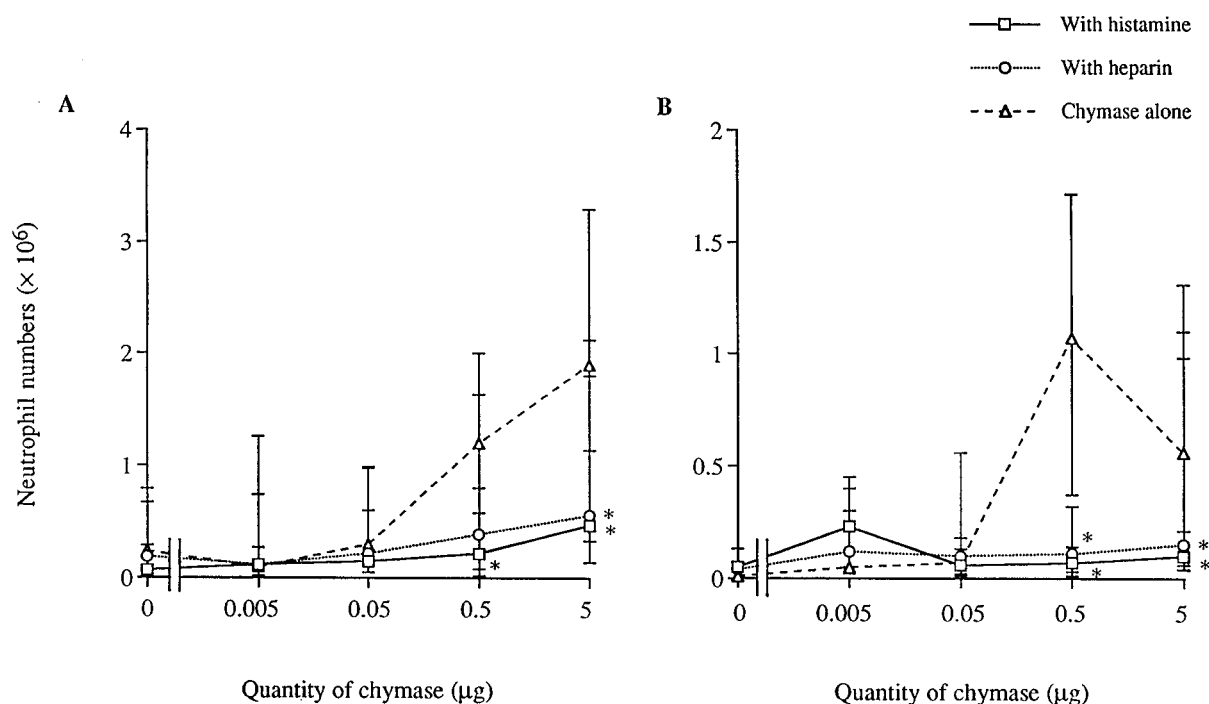 With histamine
With heparin
Chymase alone
A
B
Neutrophil numbers (× 10⁶)
4
3
2
1
0
0 0.005 0.05 0.5 5
* * *
Quantity of chymase (μg)
2
1.5
1
0.5
0
0 0.005 0.05 0.5 5
* * * *
Quantity of chymase (μg)